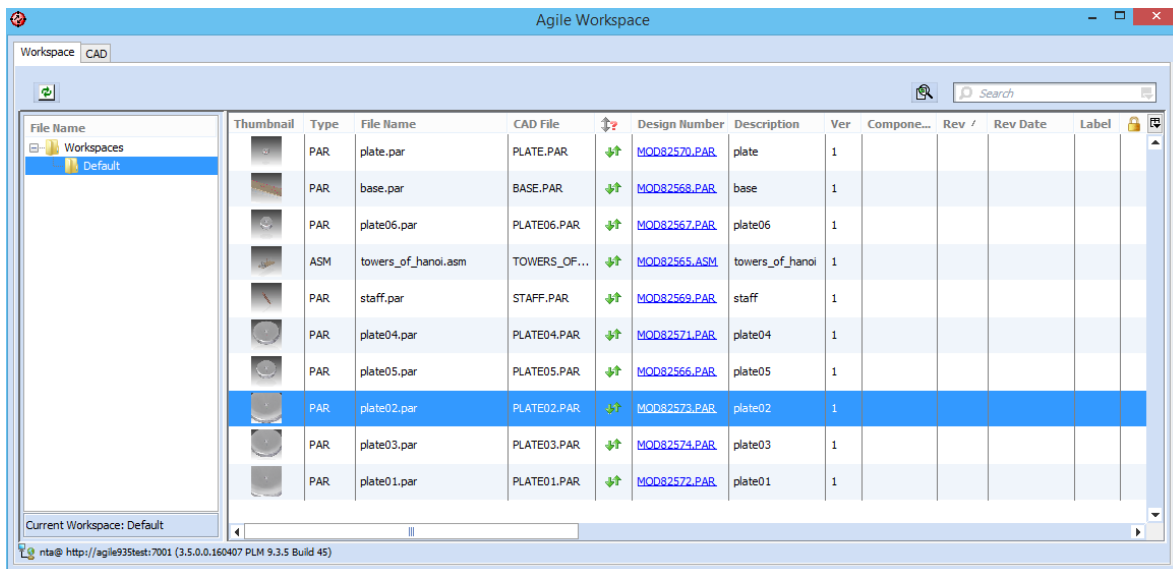 Agile Workspace
Workspace CAD
Search
File Name
Workspaces
Default
Thumbnail Type File Name CAD File Design Number Description Ver Compone... Rev Rev Date Label
PAR plate.par PLATE.PAR MOD82570.PAR plate 1
PAR base.par BASE.PAR MOD82568.PAR base 1
PAR plate06.par PLATE06.PAR MOD82567.PAR plate06 1
ASM towers_of_hanoi.asm TOWERS_OF... MOD82565.ASM towers_of_hanoi 1
PAR staff.par STAFF.PAR MOD82569.PAR staff 1
PAR plate04.par PLATE04.PAR MOD82571.PAR plate04 1
PAR plate05.par PLATE05.PAR MOD82566.PAR plate05 1
PAR plate02.par PLATE02.PAR MOD82573.PAR plate02 1
PAR plate03.par PLATE03.PAR MOD82574.PAR plate03 1
PAR plate01.par PLATE01.PAR MOD82572.PAR plate01 1
Current Workspace: Default
nta@ http://agile935test:7001 (3.5.0.0.160407 PLM 9.3.5 Build 45)